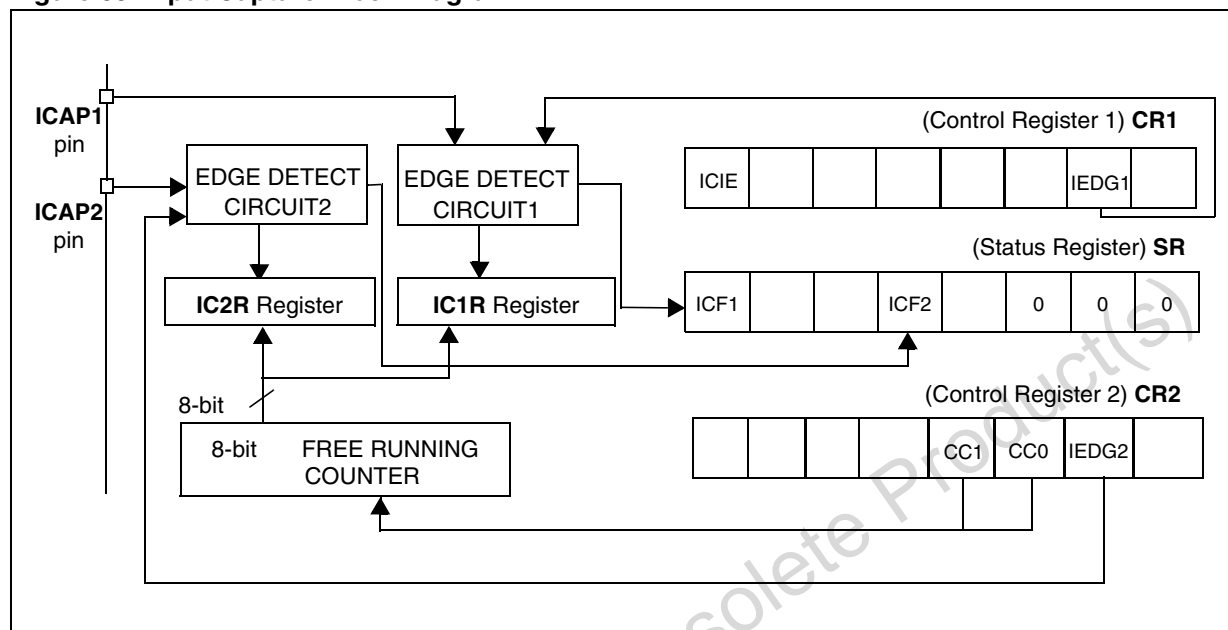 ICAP1
pin
ICAP2
pin
EDGE DETECT
CIRCUIT2
EDGE DETECT
CIRCUIT1
IC2R Register
IC1R Register
8-bit
8-bit FREE RUNNING
COUNTER
(Control Register 1) CR1
ICIE IEDG1
(Status Register) SR
ICF1 ICF2 0 0 0
(Control Register 2) CR2
CC1 CC0 IEDG2
solete Product(s)